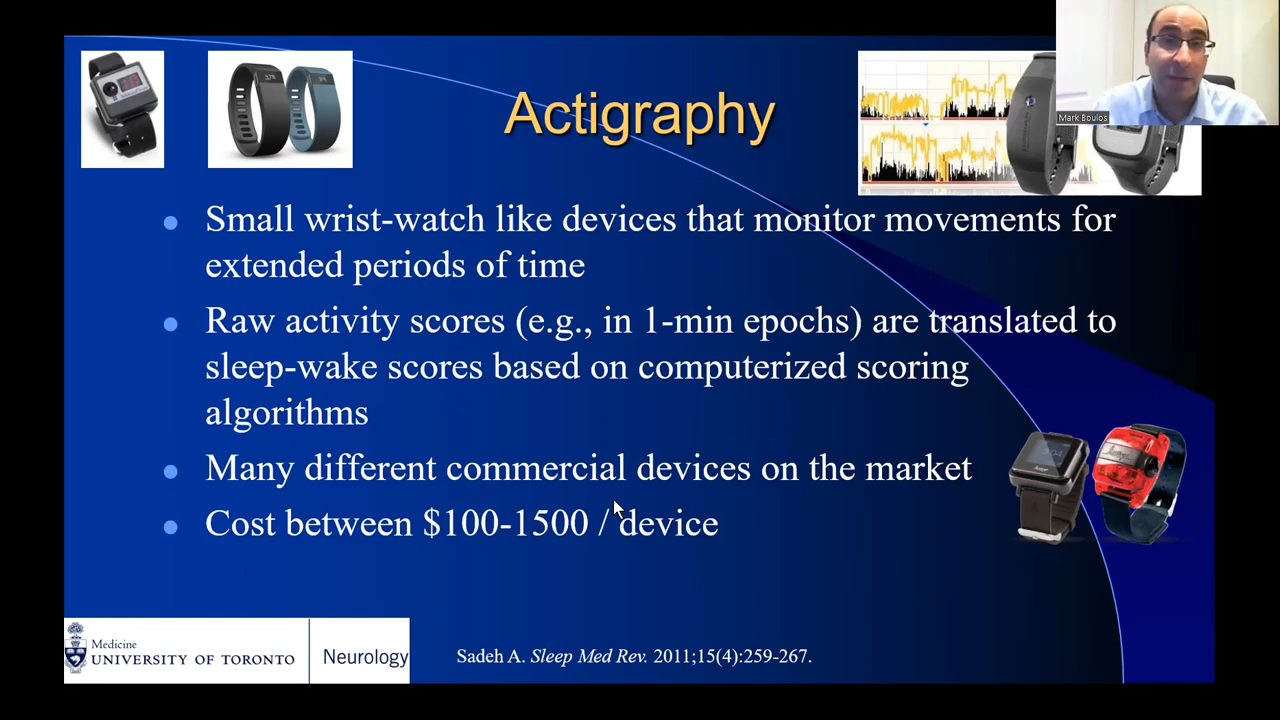 Actigraphy
Mark Boulos
Small wrist-watch like devices that monitor movements for
extended periods of time
Raw activity scores (e.g., in 1-min epochs) are translated to
sleep-wake scores based on computerized scoring
algorithms
Many different commercial devices on the market
Cost between $100-1500 / device
Medicine
UNIVERSITY OF TORONTO
Neurology
Sadeh A. Sleep Med Rev. 2011;15(4):259-267.